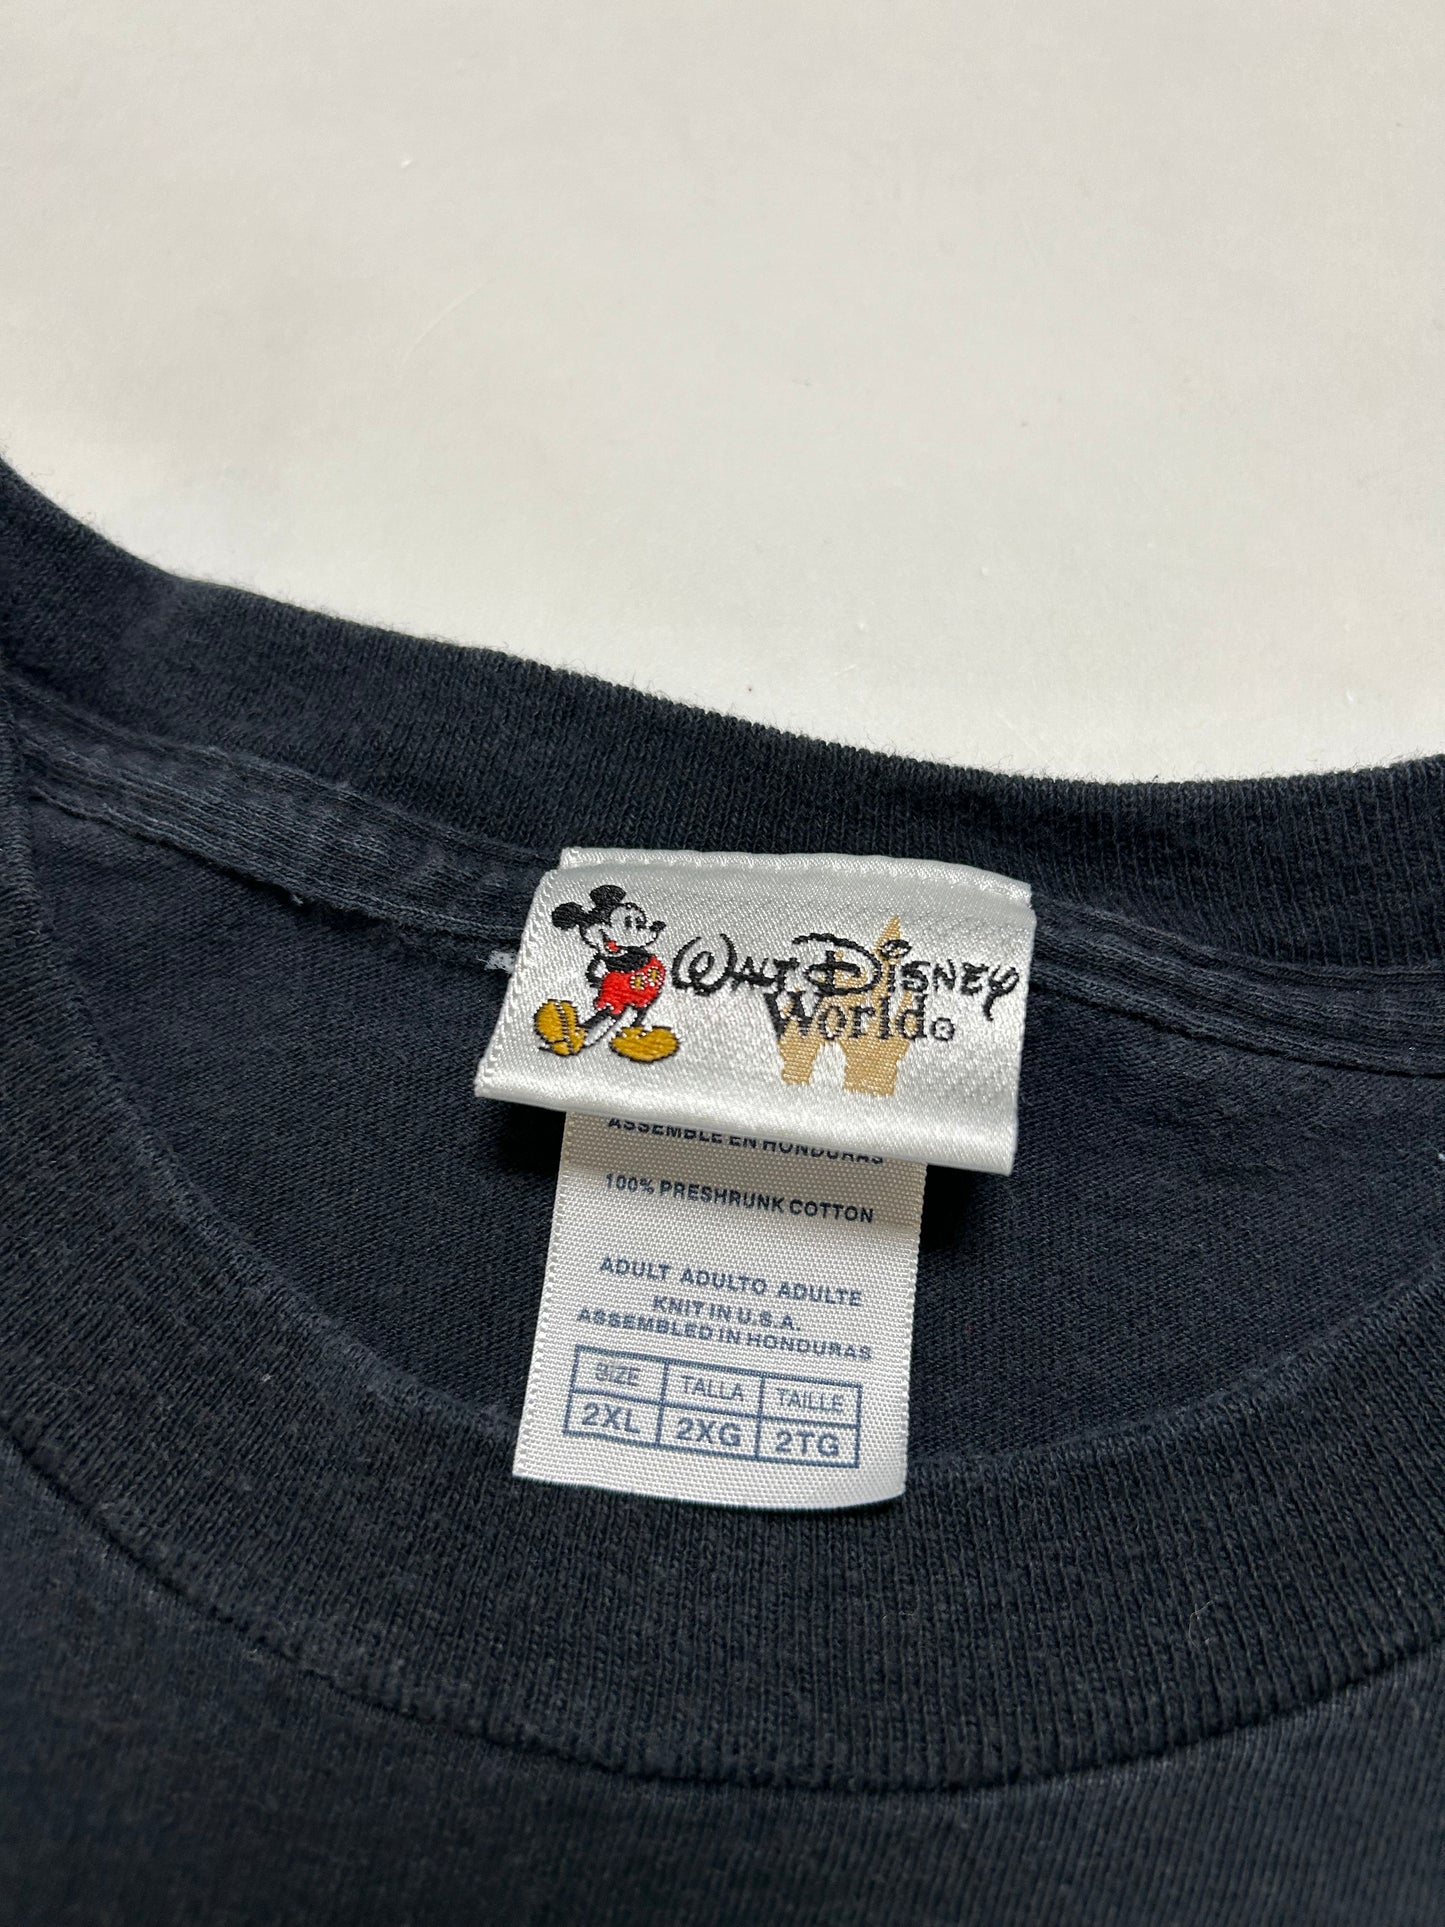 Walt Disney
World®
ASSEMBLE EN HONDURAS
100% PRESHRUNK COTTON
ADULT ADULTO ADULTE
KNIT IN U.S.A.
ASSEMBLED IN HONDURAS
SIZE TALLA TAILLE
2XL 2XG 2TG